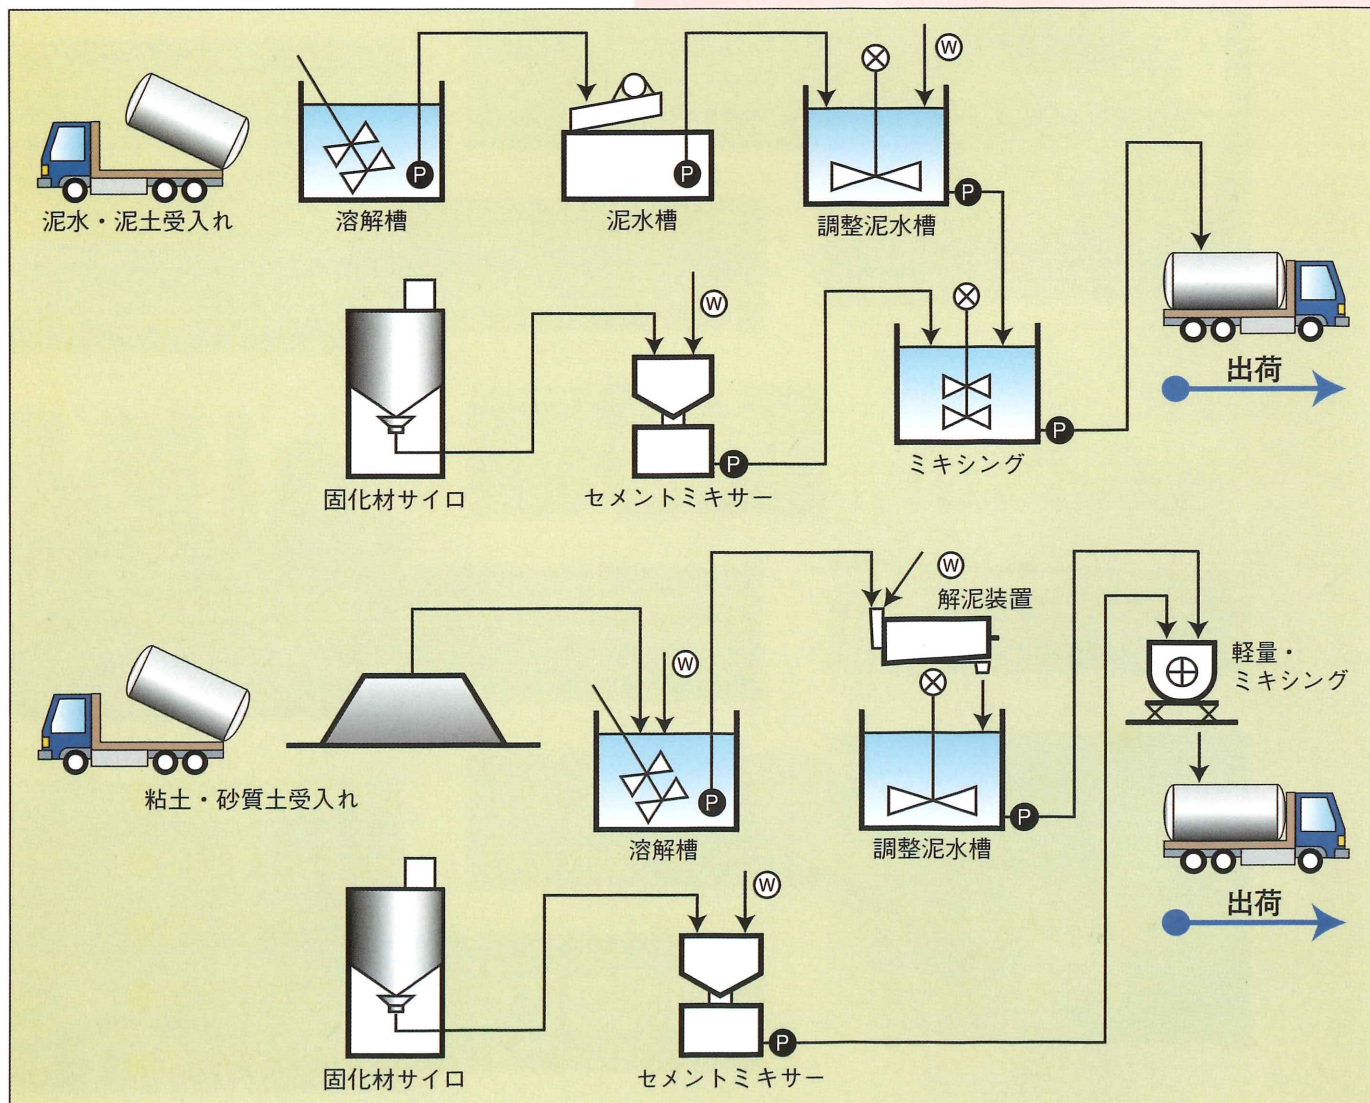 W
P
P
P
泥水・泥土受入れ
溶解槽
泥水槽
調整泥水槽
W
出荷
P
P
ミキシング
固化材サイロ
セメントミキサー
W
解泥装置
W
軽量・
ミキシング
粘土・砂質土受入れ
P
P
溶解槽
調整泥水槽
W
出荷
P
固化材サイロ
セメントミキサー